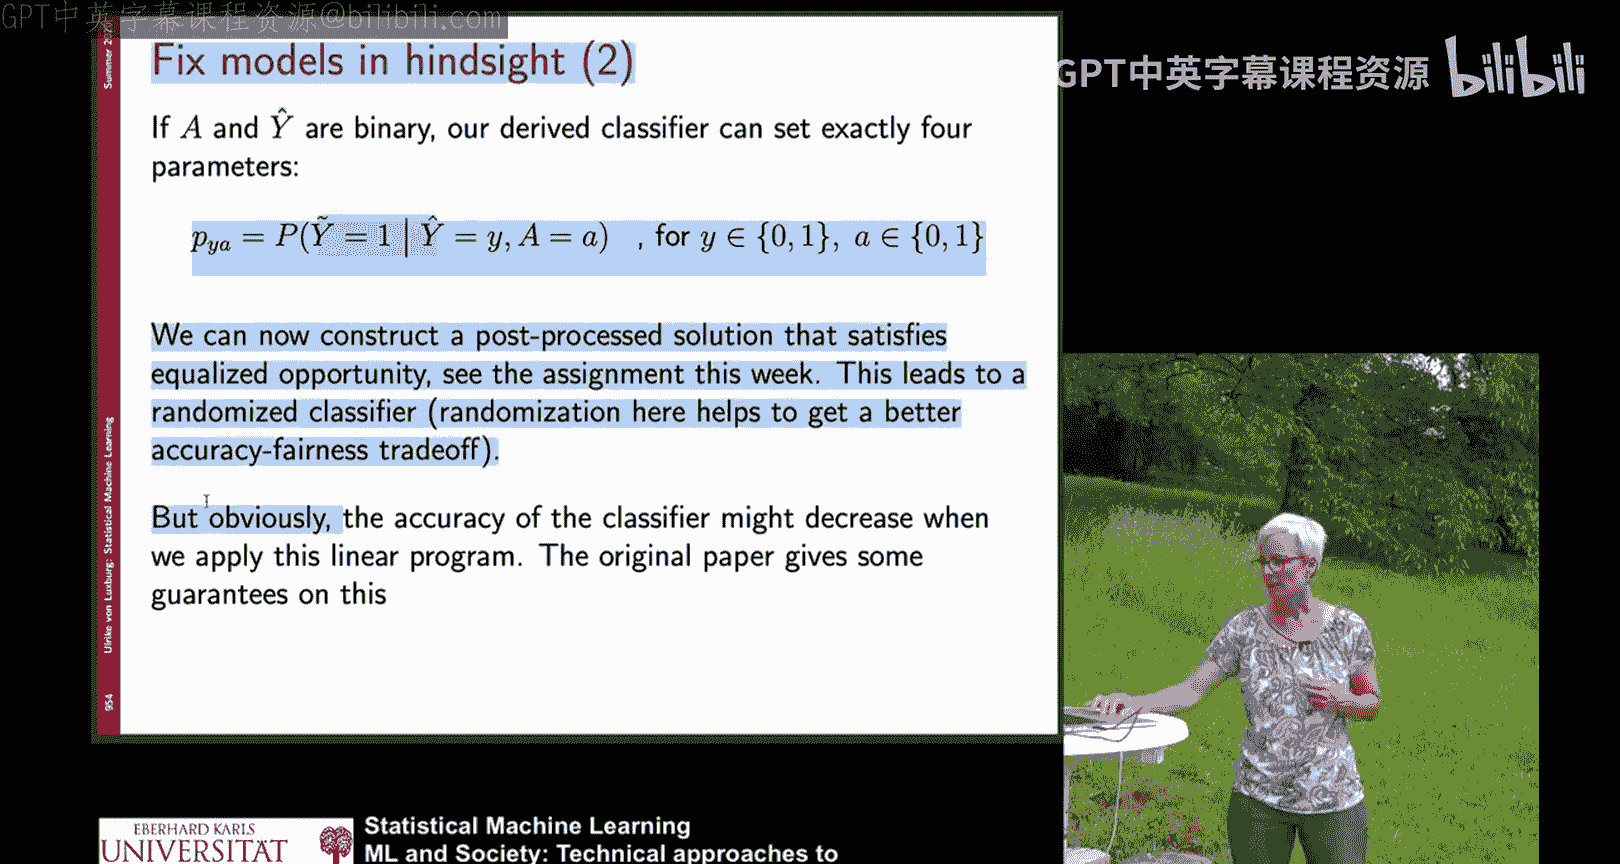 GPT中英字幕课程资源@bilibili.com
GPT中英字幕课程资源 bilibili
Fix models in hindsight (2)
If A and Ŷ are binary, our derived classifier can set exactly four
parameters:
p_{ya} = P(Ỹ = 1 | Ŷ = y, A = a) , for y ∈ {0, 1}, a ∈ {0, 1}
We can now construct a post-processed solution that satisfies
equalized opportunity, see the assignment this week. This leads to a
randomized classifier (randomization here helps to get a better
accuracy-fairness tradeoff).
But obviously, the accuracy of the classifier might decrease when
we apply this linear program. The original paper gives some
guarantees on this
Summer
Ulrike von Luxburg: Statistical Machine Learning
954
EBERHARD KARLS
UNIVERSITÄT
Statistical Machine Learning
ML and Society: Technical approaches to